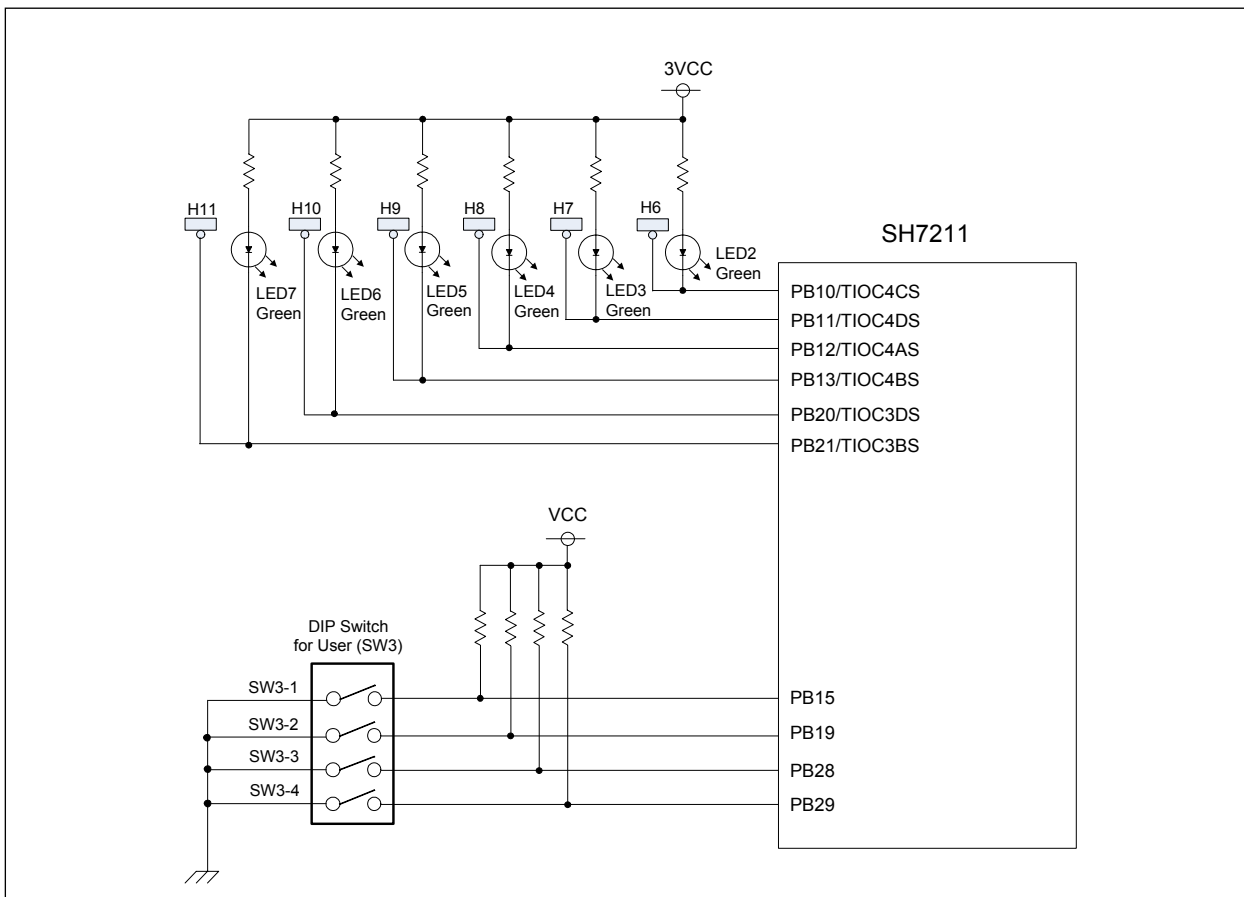 3VCC
H11
H10
H9
H8
H7
H6
SH7211
LED7
Green
LED6
Green
LED5
Green
LED4
Green
LED3
Green
LED2
Green
PB10/TIOC4CS
PB11/TIOC4DS
PB12/TIOC4AS
PB13/TIOC4BS
PB20/TIOC3DS
PB21/TIOC3BS
VCC
DIP Switch
for User (SW3)
SW3-1
SW3-2
SW3-3
SW3-4
PB15
PB19
PB28
PB29